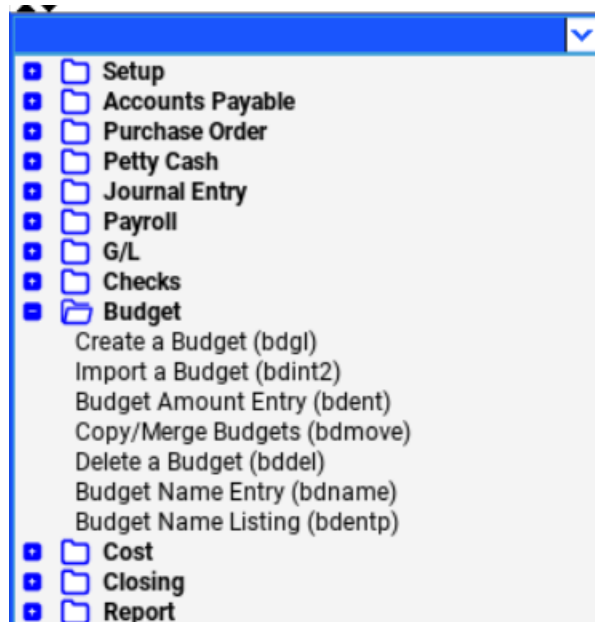 Setup
Accounts Payable
Purchase Order
Petty Cash
Journal Entry
Payroll
G/L
Checks
Budget
Create a Budget (bdgl)
Import a Budget (bdint2)
Budget Amount Entry (bdent)
Copy/Merge Budgets (bdmove)
Delete a Budget (bddel)
Budget Name Entry (bdname)
Budget Name Listing (bdentp)
Cost
Closing
Report